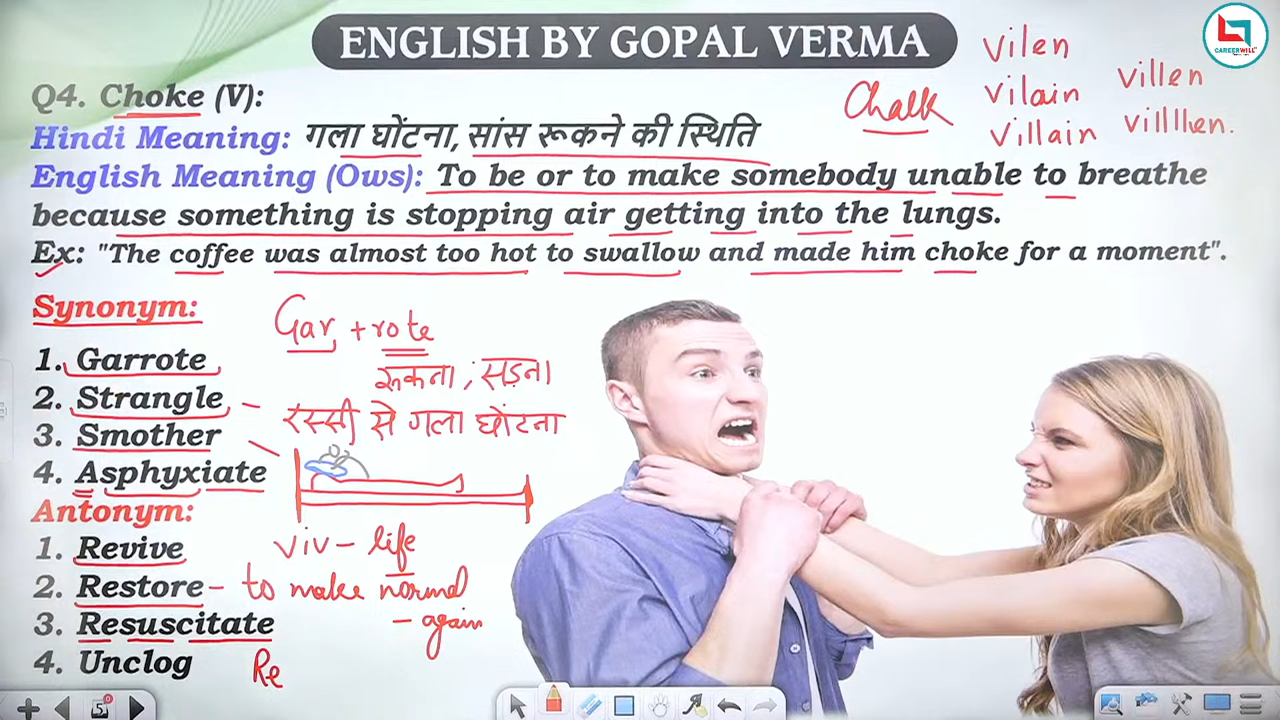 ENGLISH BY GOPAL VERMA
CAREERWILL
Q4. Choke (V):
Hindi Meaning: गला घोंटना, सांस रूकने की स्थिति
English Meaning (Ows): To be or to make somebody unable to breathe
because something is stopping air getting into the lungs.
Ex: "The coffee was almost too hot to swallow and made him choke for a moment".
Chalk
vilen
vilain
villain
villen
villlhen.
Synonym:
1. Garrote
2. Strangle –
3. Smother
4. Asphyxiate
Gar + rote
रूकना ; सड़ना
रस्सी से गला घोंटना
Antonym:
1. Revive
2. Restore –
3. Resuscitate
4. Unclog
viv – life
to make normal
– again
Re